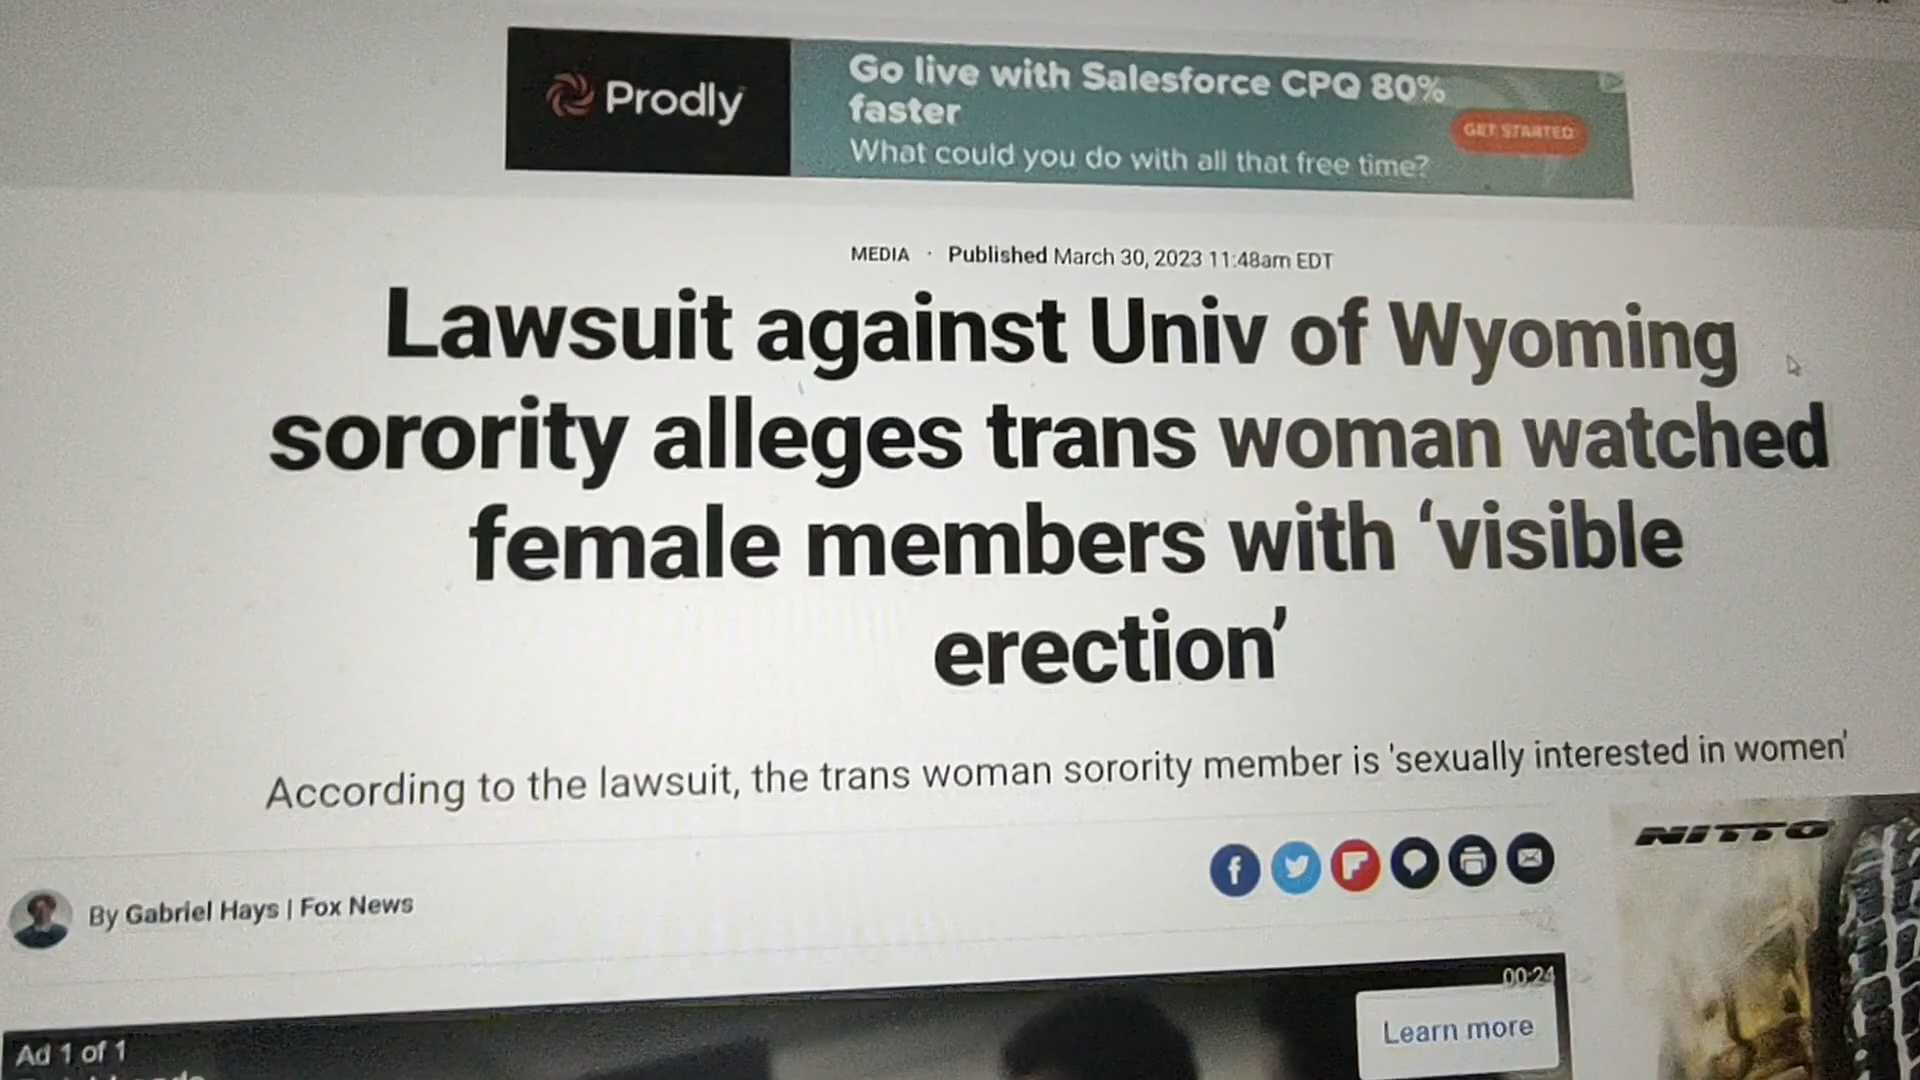 Prodly
Go live with Salesforce CPQ 80%
faster
What could you do with all that free time?
GET STARTED
MEDIA · Published March 30, 2023 11:48am EDT
Lawsuit against Univ of Wyoming
sorority alleges trans woman watched
female members with ‘visible
erection’
According to the lawsuit, the trans woman sorority member is 'sexually interested in women'
By Gabriel Hays | Fox News
NITTO
00:24
Learn more
Ad 1 of 1